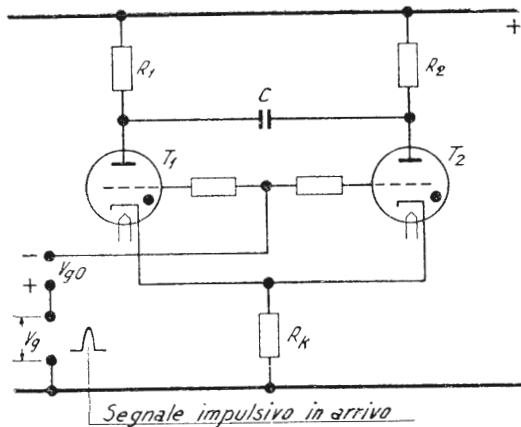 +
R1
R2
C
T1
T2
−
Vg0
+
Vg
RK
Segnale impulsivo in arrivo